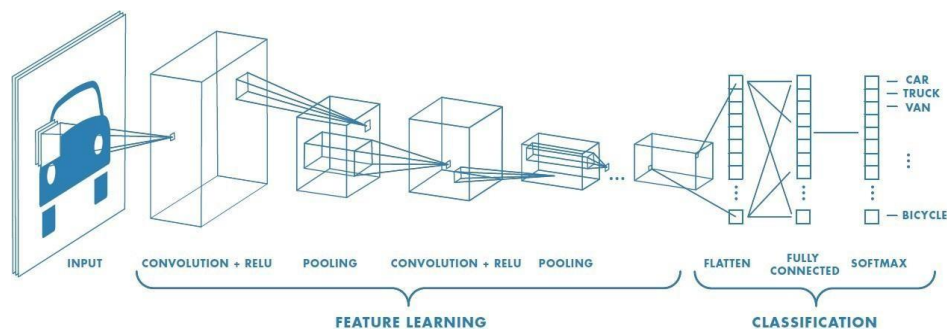 CAR
TRUCK
VAN
BICYCLE
INPUT
CONVOLUTION + RELU
POOLING
CONVOLUTION + RELU
POOLING
FLATTEN
FULLY
CONNECTED
SOFTMAX
FEATURE LEARNING
CLASSIFICATION